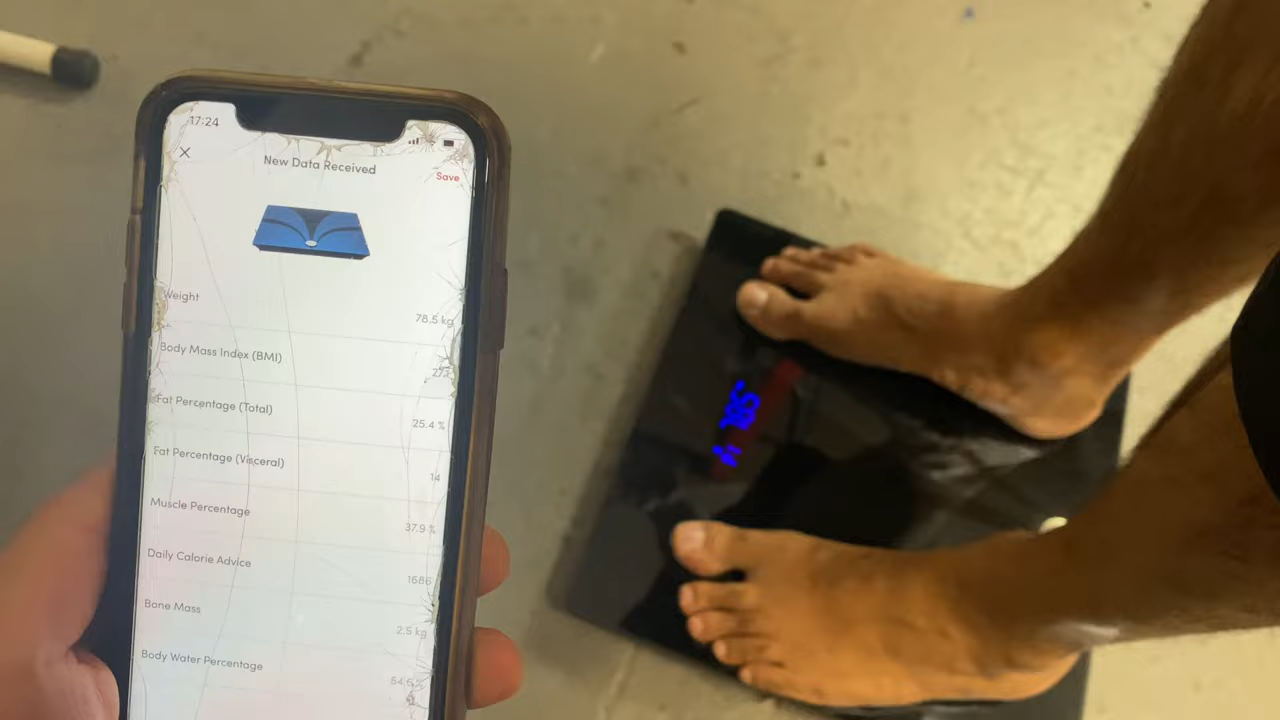 17:24
New Data Received
Save
Weight
78.5 kg
Body Mass Index (BMI)
Fat Percentage (Total)
25.4 %
Fat Percentage (Visceral)
14
Muscle Percentage
37.9 %
Daily Calorie Advice
1686
Bone Mass
2.5 kg
Body Water Percentage